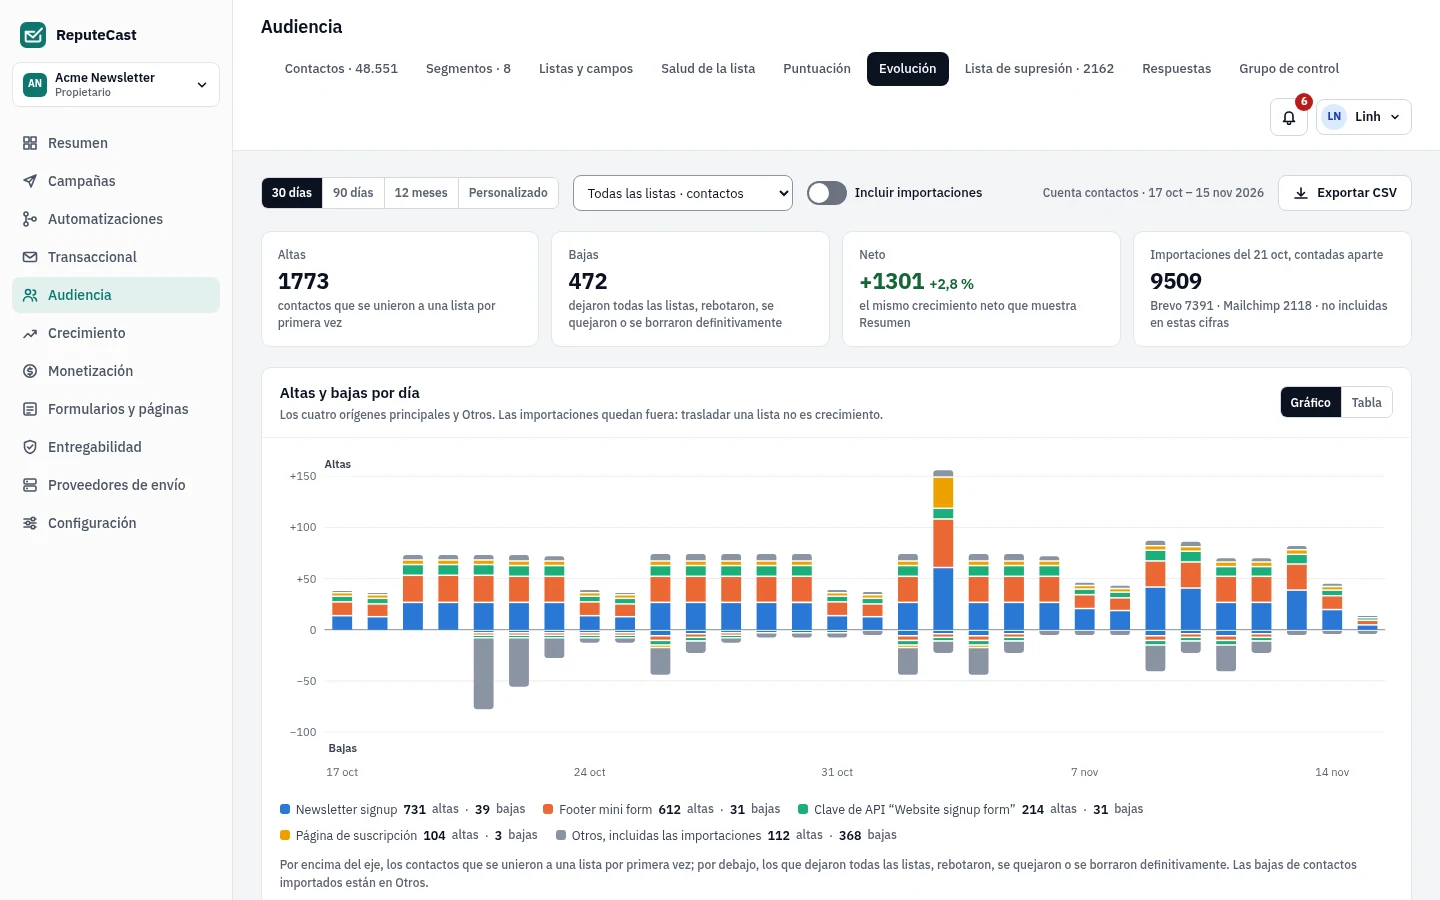 ReputeCast
AN
Acme Newsletter
Propietario
Resumen
Campañas
Automatizaciones
Transaccional
Audiencia
Crecimiento
Monetización
Formularios y páginas
Entregabilidad
Proveedores de envío
Configuración
Audiencia
Contactos · 48.551
Segmentos · 8
Listas y campos
Salud de la lista
Puntuación
Evolución
Lista de supresión · 2162
Respuestas
Grupo de control
6
LN
Linh
30 días
90 días
12 meses
Personalizado
Todas las listas · contactos
Incluir importaciones
Cuenta contactos · 17 oct – 15 nov 2026
Exportar CSV
Altas
1773
contactos que se unieron a una lista por
primera vez
Bajas
472
dejaron todas las listas, rebotaron, se
quejaron o se borraron definitivamente
Neto
+1301 +2,8 %
el mismo crecimiento neto que muestra
Resumen
Importaciones del 21 oct, contadas aparte
9509
Brevo 7391 · Mailchimp 2118 · no incluidas
en estas cifras
Altas y bajas por día
Los cuatro orígenes principales y Otros. Las importaciones quedan fuera: trasladar una lista no es crecimiento.
Gráfico
Tabla
Altas
+150
+100
+50
0
−50
−100
Bajas
17 oct
24 oct
31 oct
7 nov
14 nov
Newsletter signup 731 altas · 39 bajas
Footer mini form 612 altas · 31 bajas
Clave de API “Website signup form” 214 altas · 31 bajas
Página de suscripción 104 altas · 3 bajas
Otros, incluidas las importaciones 112 altas · 368 bajas
Por encima del eje, los contactos que se unieron a una lista por primera vez; por debajo, los que dejaron todas las listas, rebotaron, se quejaron o se borraron definitivamente. Las bajas de contactos
importados están en Otros.